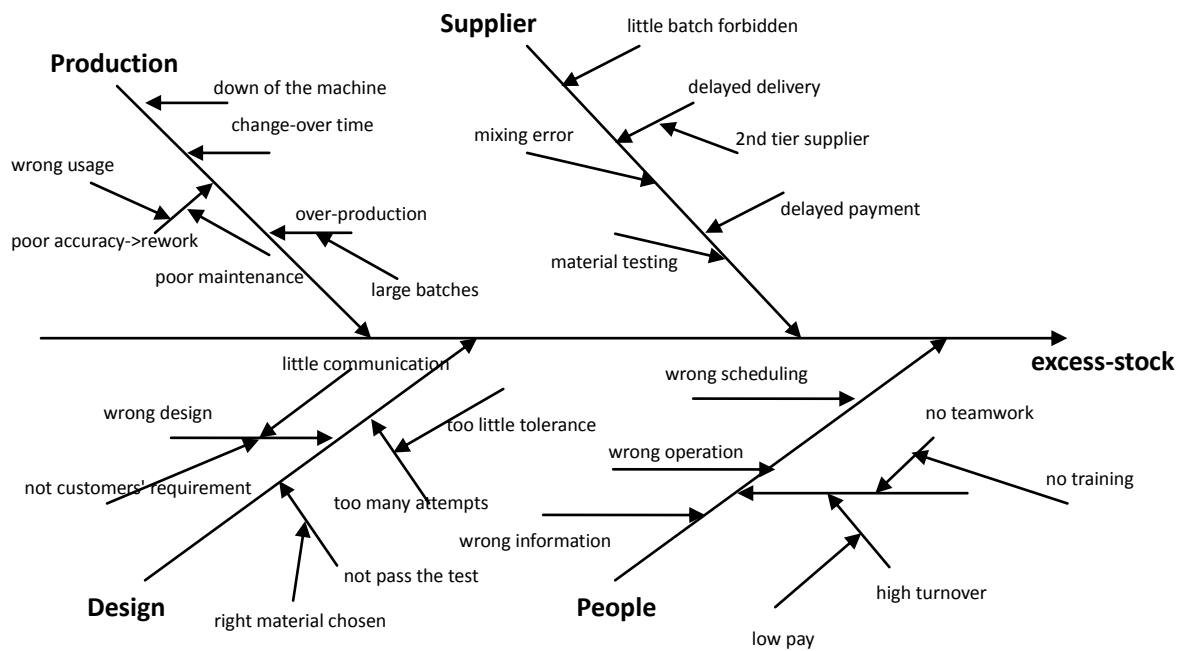 Supplier
little batch forbidden
Production
down of the machine
delayed delivery
change-over time
mixing error
2nd tier supplier
wrong usage
over-production
delayed payment
poor accuracy->rework
material testing
poor maintenance
large batches
excess-stock
little communication
wrong scheduling
wrong design
no teamwork
too little tolerance
wrong operation
not customers' requirement
no training
too many attempts
wrong information
not pass the test
Design
People
high turnover
right material chosen
low pay